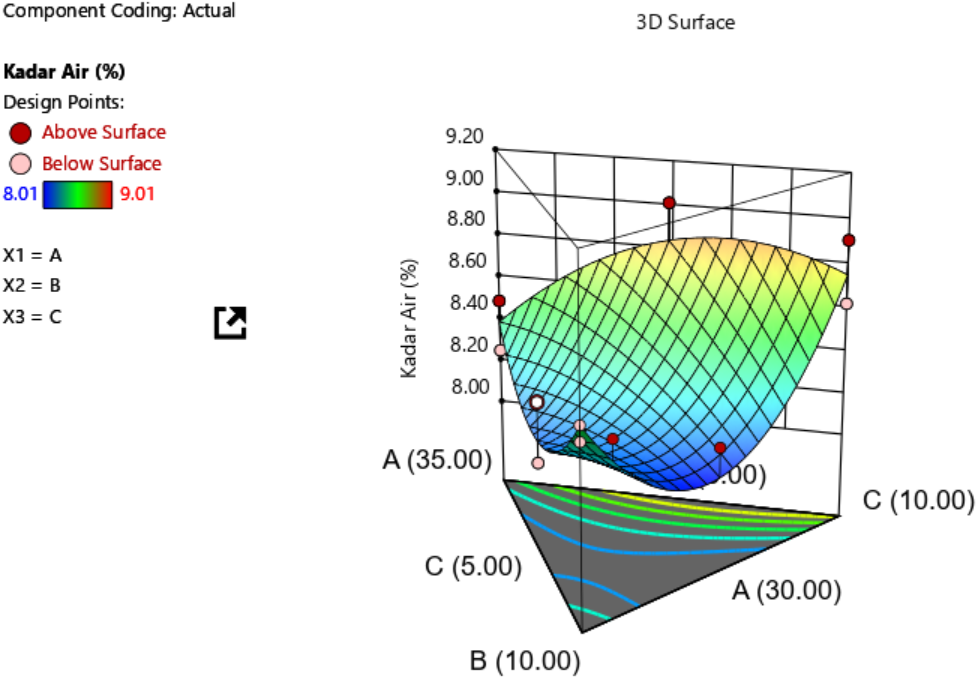 Component Coding: Actual
3D Surface
Kadar Air (%)
Design Points:
Above Surface
Below Surface
8.01 9.01
X1 = A
X2 = B
X3 = C
9.20
9.00
8.80
8.60
8.40
8.20
8.00
Kadar Air (%)
A (35.00)
C (10.00)
C (5.00)
A (30.00)
B (10.00)